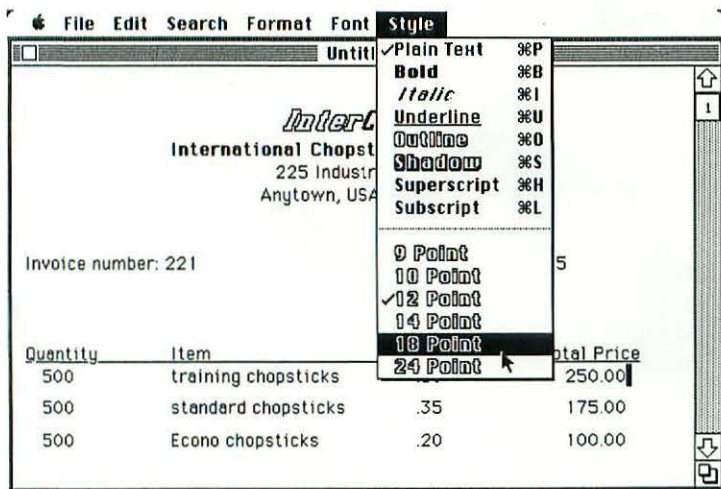 File Edit Search Format Font Style
Untitl
Plain Text ⌘P
Bold ⌘B
Italic ⌘I
Underline ⌘U
Outline ⌘O
Shadow ⌘S
Superscript ⌘H
Subscript ⌘L
9 Point
10 Point
12 Point
14 Point
18 Point
24 Point
InterC
International Chopst
225 Industr
Anytown, USA
1
Invoice number: 221 5
Quantity Item otal Price
500 training chopsticks 250.00
500 standard chopsticks .35 175.00
500 Econo chopsticks .20 100.00